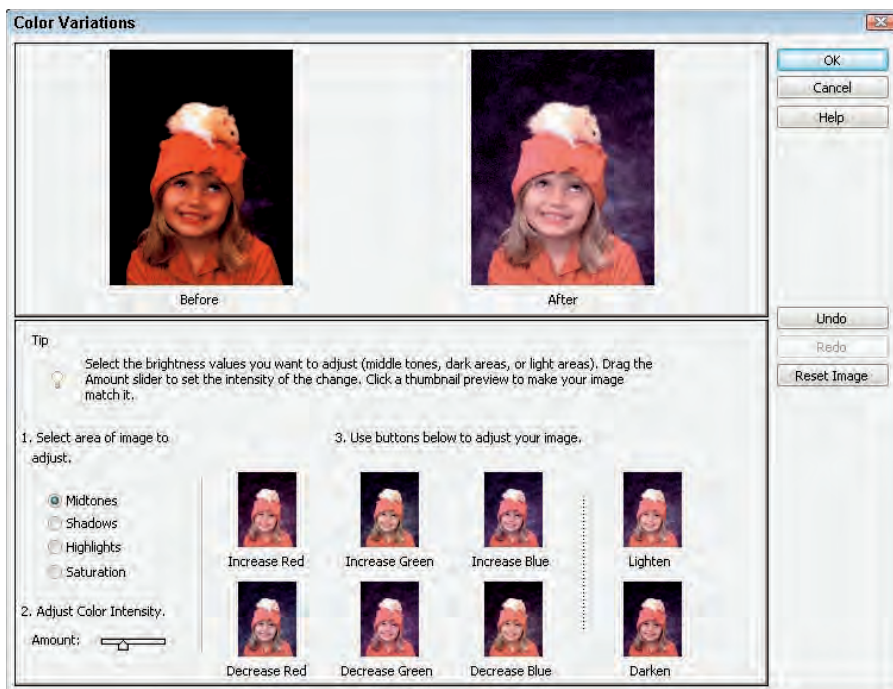 Color Variations
OK
Cancel
Help
Before
After
Undo
Redo
Reset Image
Tip
Select the brightness values you want to adjust (middle tones, dark areas, or light areas). Drag the
Amount slider to set the intensity of the change. Click a thumbnail preview to make your image
match it.
1. Select area of image to
adjust.
3. Use buttons below to adjust your image.
Midtones
Shadows
Highlights
Saturation
Increase Red
Increase Green
Increase Blue
Lighten
2. Adjust Color Intensity.
Amount:
Decrease Red
Decrease Green
Decrease Blue
Darken